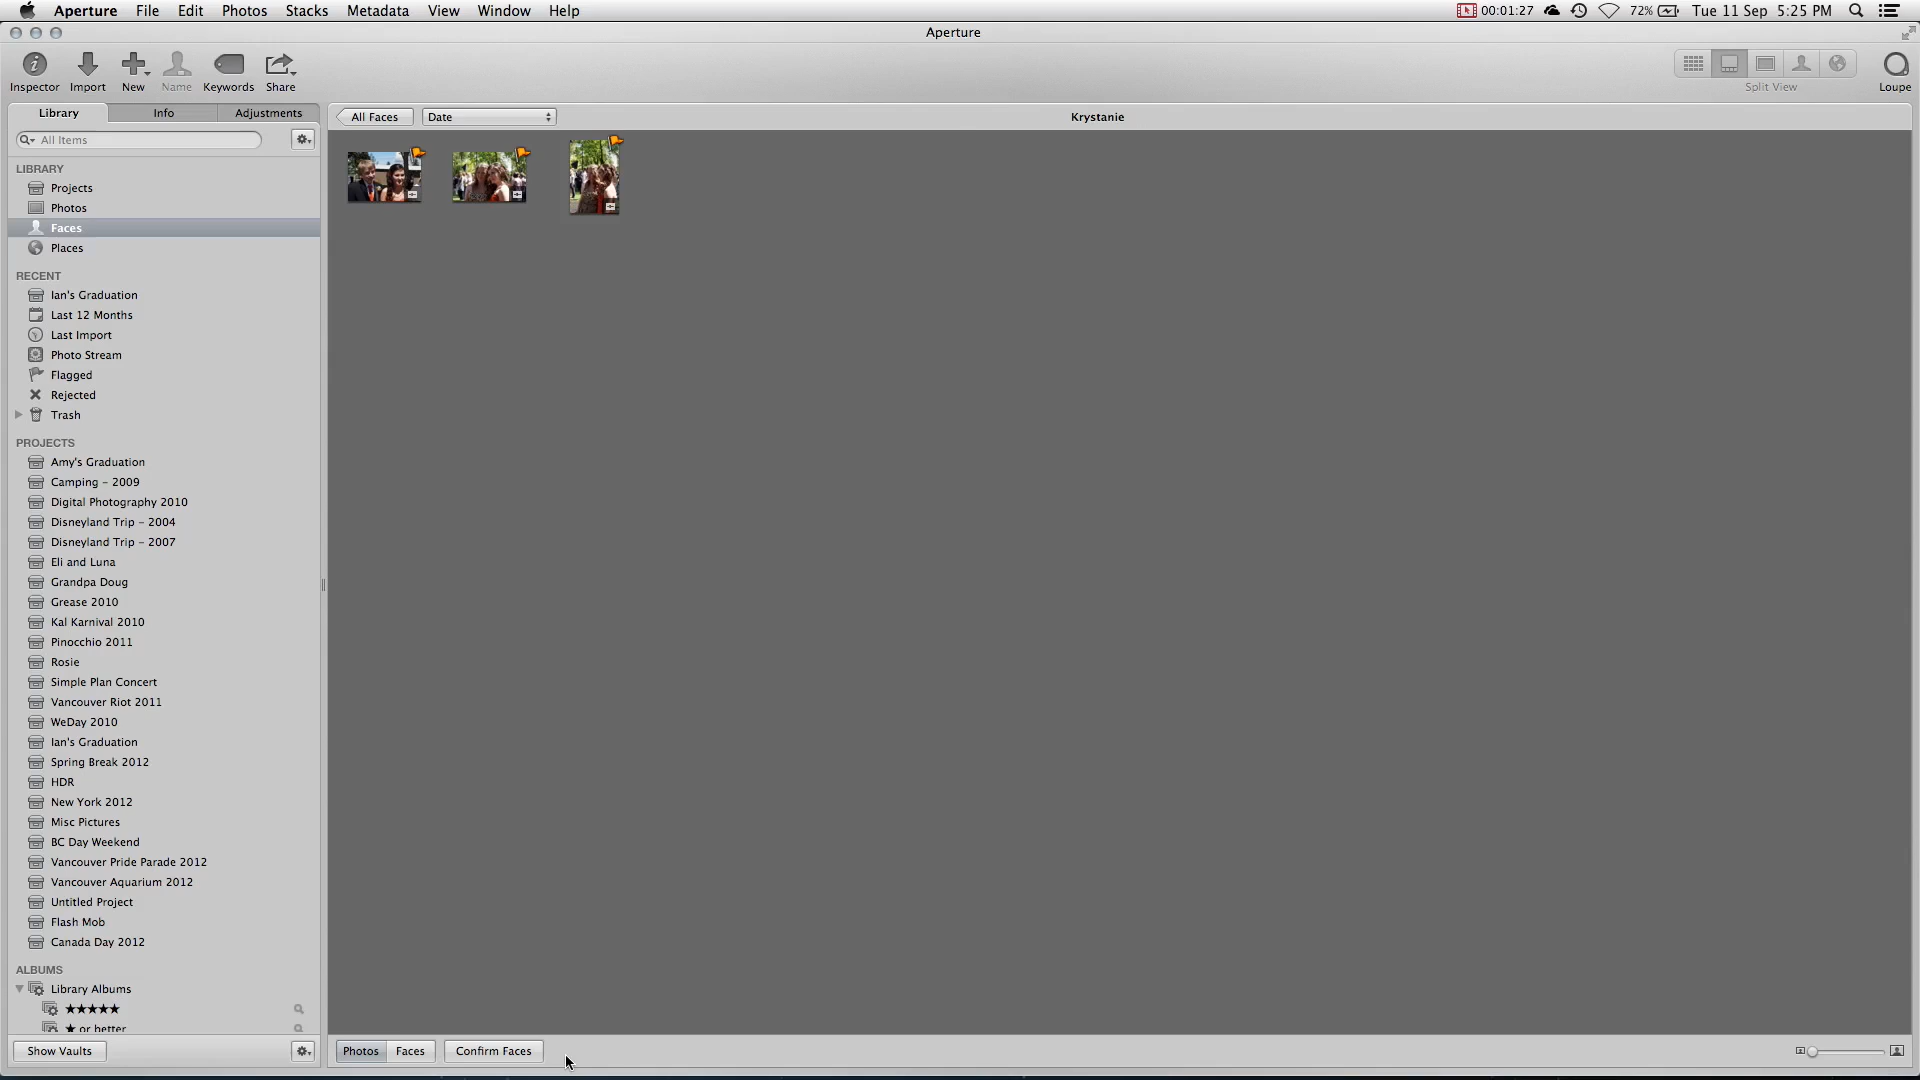 Aperture File Edit Photos Stacks Metadata View Window Help 00:01:27 72% Tue 11 Sep 5:25 PM
Aperture
Inspector Import New Name Keywords Share Split View Loupe
Library Info Adjustments
All Faces Date Krystanie
All Items
LIBRARY
Projects
Photos
Faces
Places
RECENT
Ian's Graduation
Last 12 Months
Last Import
Photo Stream
Flagged
Rejected
Trash
PROJECTS
Amy's Graduation
Camping - 2009
Digital Photography 2010
Disneyland Trip - 2004
Disneyland Trip - 2007
Eli and Luna
Grandpa Doug
Grease 2010
Kal Karnival 2010
Pinocchio 2011
Rosie
Simple Plan Concert
Vancouver Riot 2011
WeDay 2010
Ian's Graduation
Spring Break 2012
HDR
New York 2012
Misc Pictures
BC Day Weekend
Vancouver Pride Parade 2012
Vancouver Aquarium 2012
Untitled Project
Flash Mob
Canada Day 2012
ALBUMS
Library Albums
★★★★★
★ or better
Show Vaults Photos Faces Confirm Faces